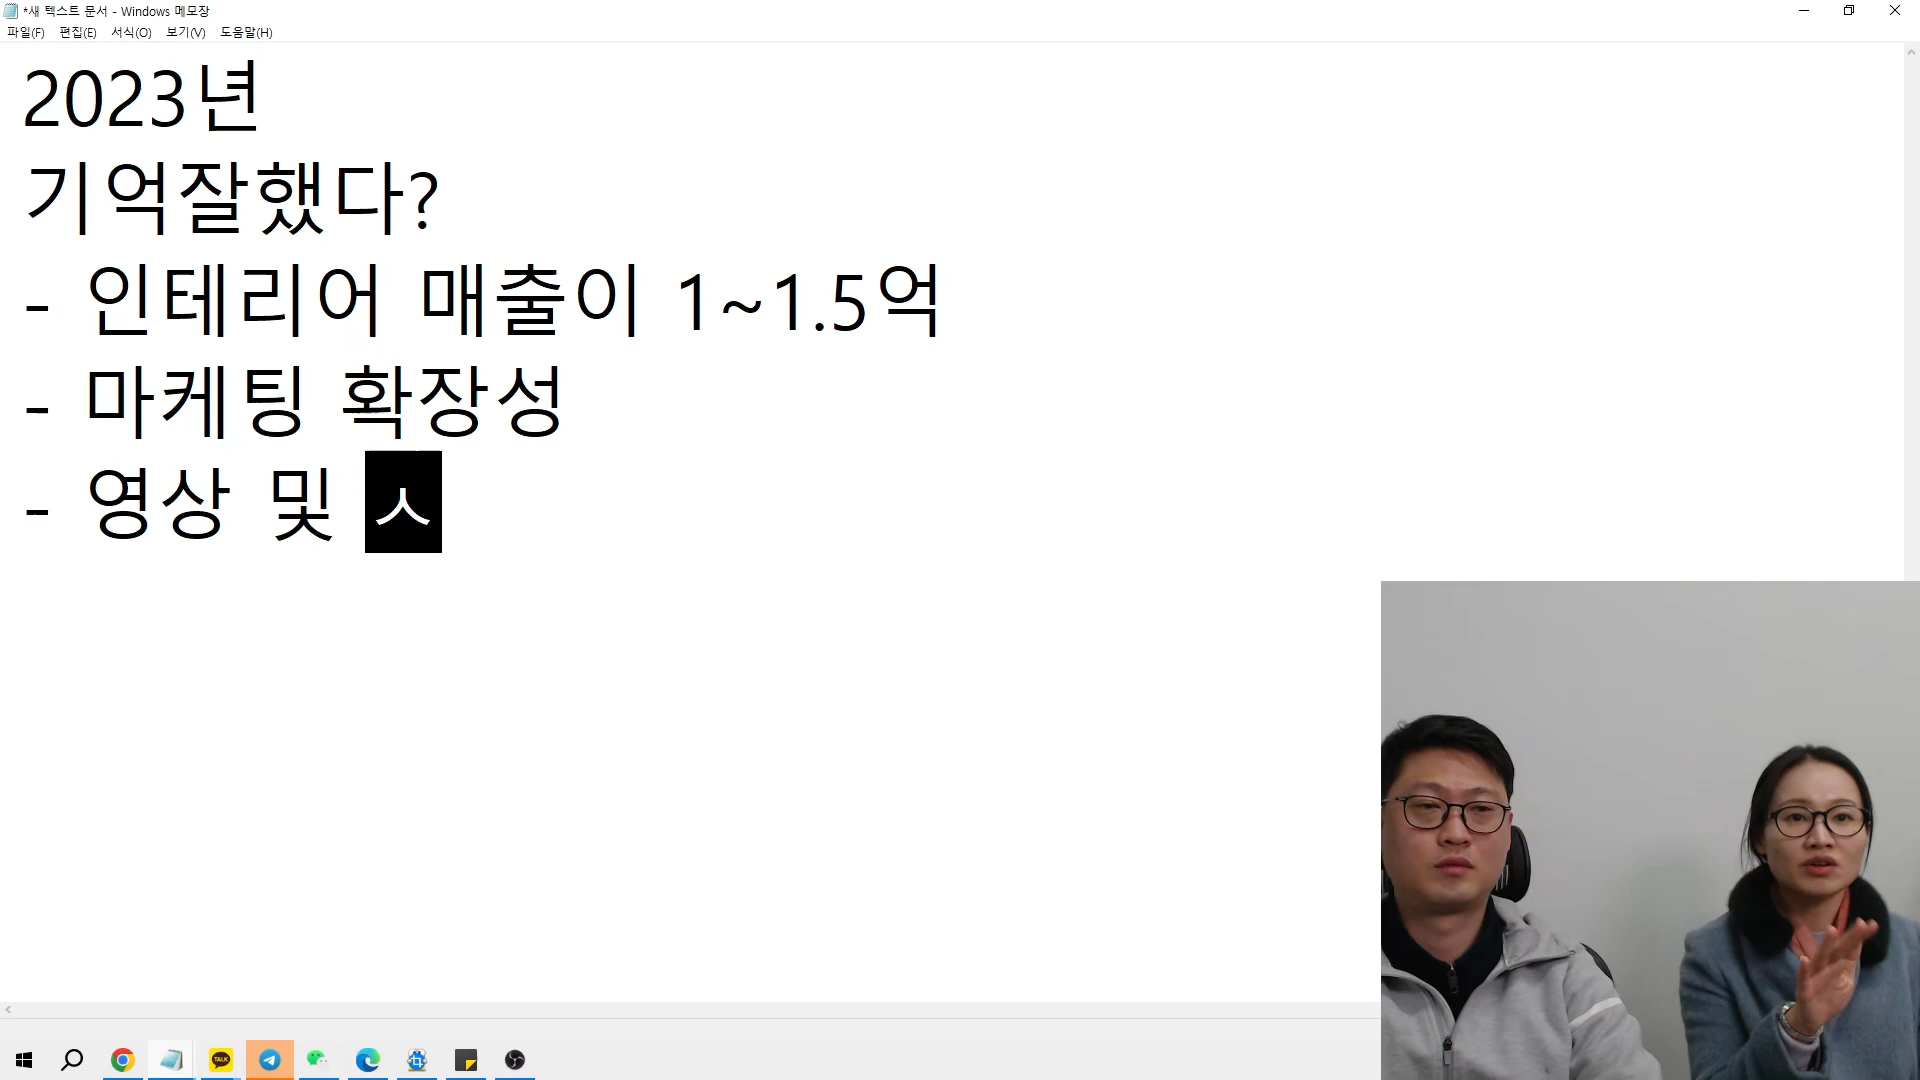 *새 텍스트 문서 - Windows 메모장
파일(F) 편집(E) 서식(O) 보기(V) 도움말(H)
2023년
기억잘했다?
- 인테리어 매출이 1~1.5억
- 마케팅 확장성
- 영상 및 ㅅ
TALK